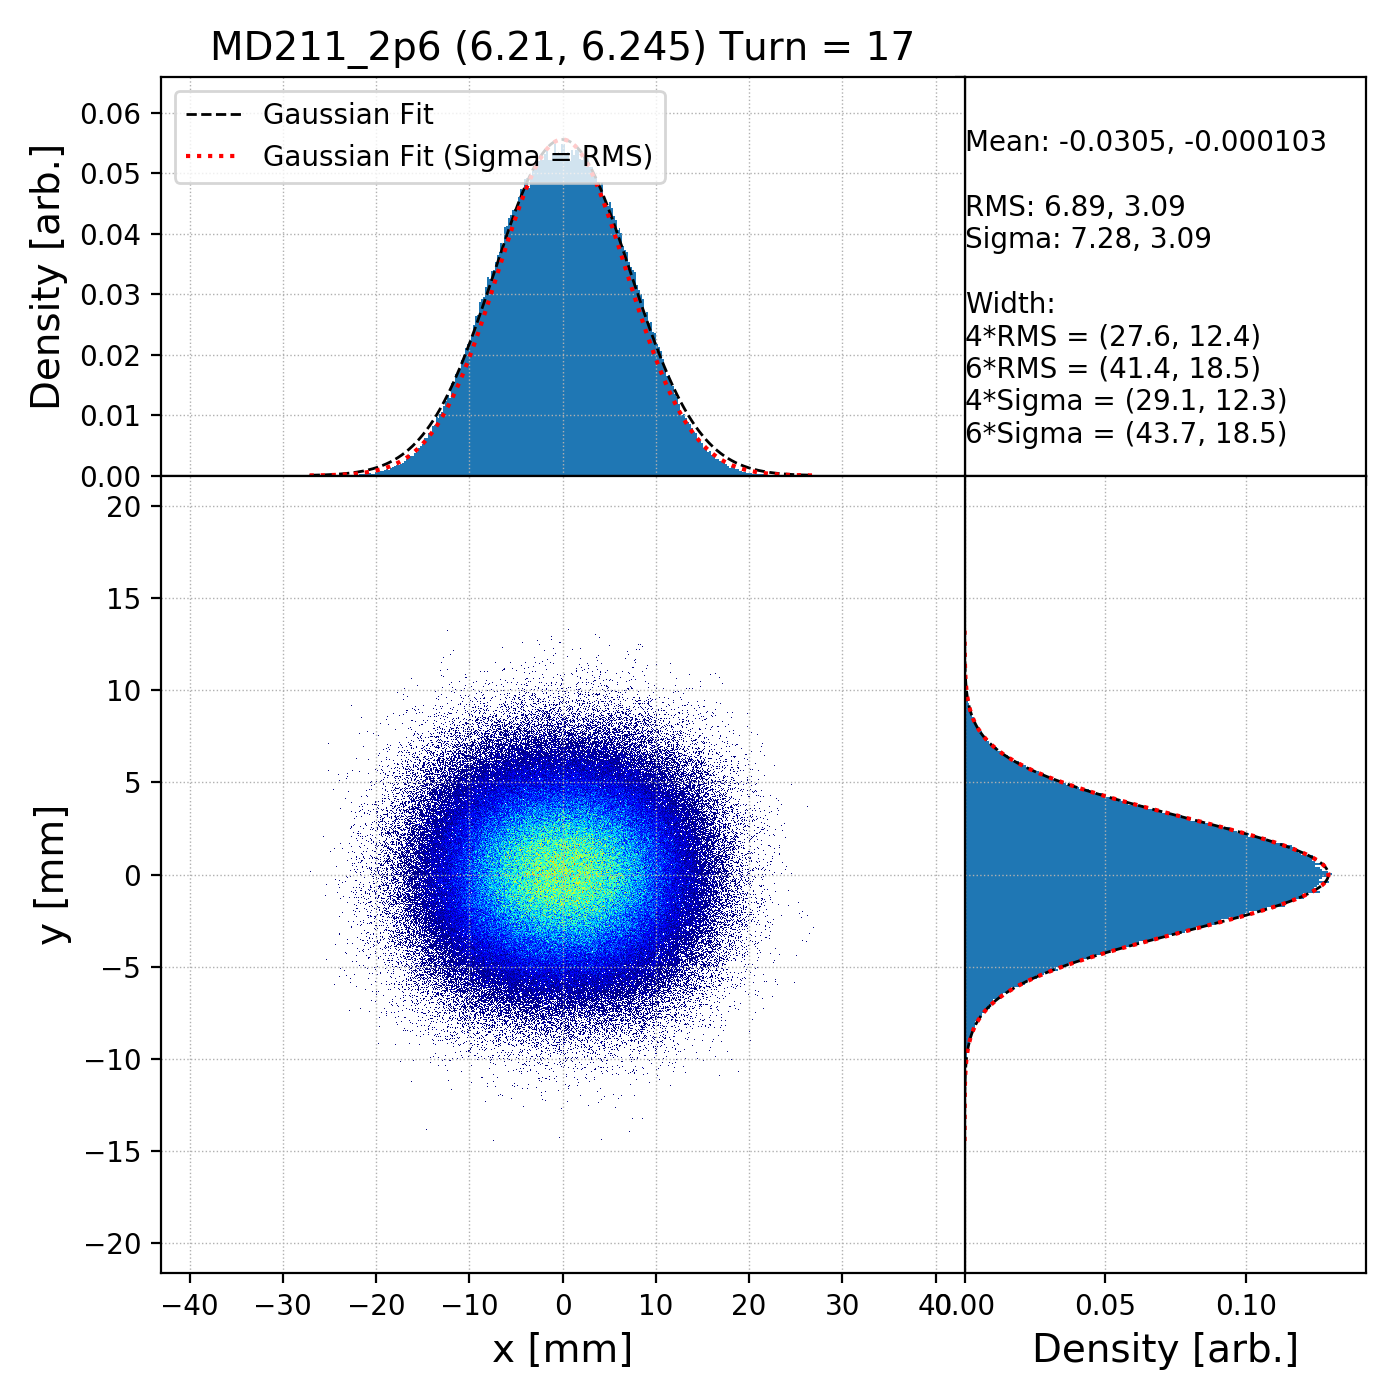 MD211_2p6 (6.21, 6.245) Turn = 17
Density [arb.]
0.06
0.05
0.04
0.03
0.02
0.01
0.00
Gaussian Fit
Gaussian Fit (Sigma = RMS)
Mean: -0.0305, -0.000103
RMS: 6.89, 3.09
Sigma: 7.28, 3.09
Width:
4*RMS = (27.6, 12.4)
6*RMS = (41.4, 18.5)
4*Sigma = (29.1, 12.3)
6*Sigma = (43.7, 18.5)
y [mm]
20
15
10
5
0
−5
−10
−15
−20
−40 −30 −20 −10 0 10 20 30 40
x [mm]
0.00 0.05 0.10
Density [arb.]